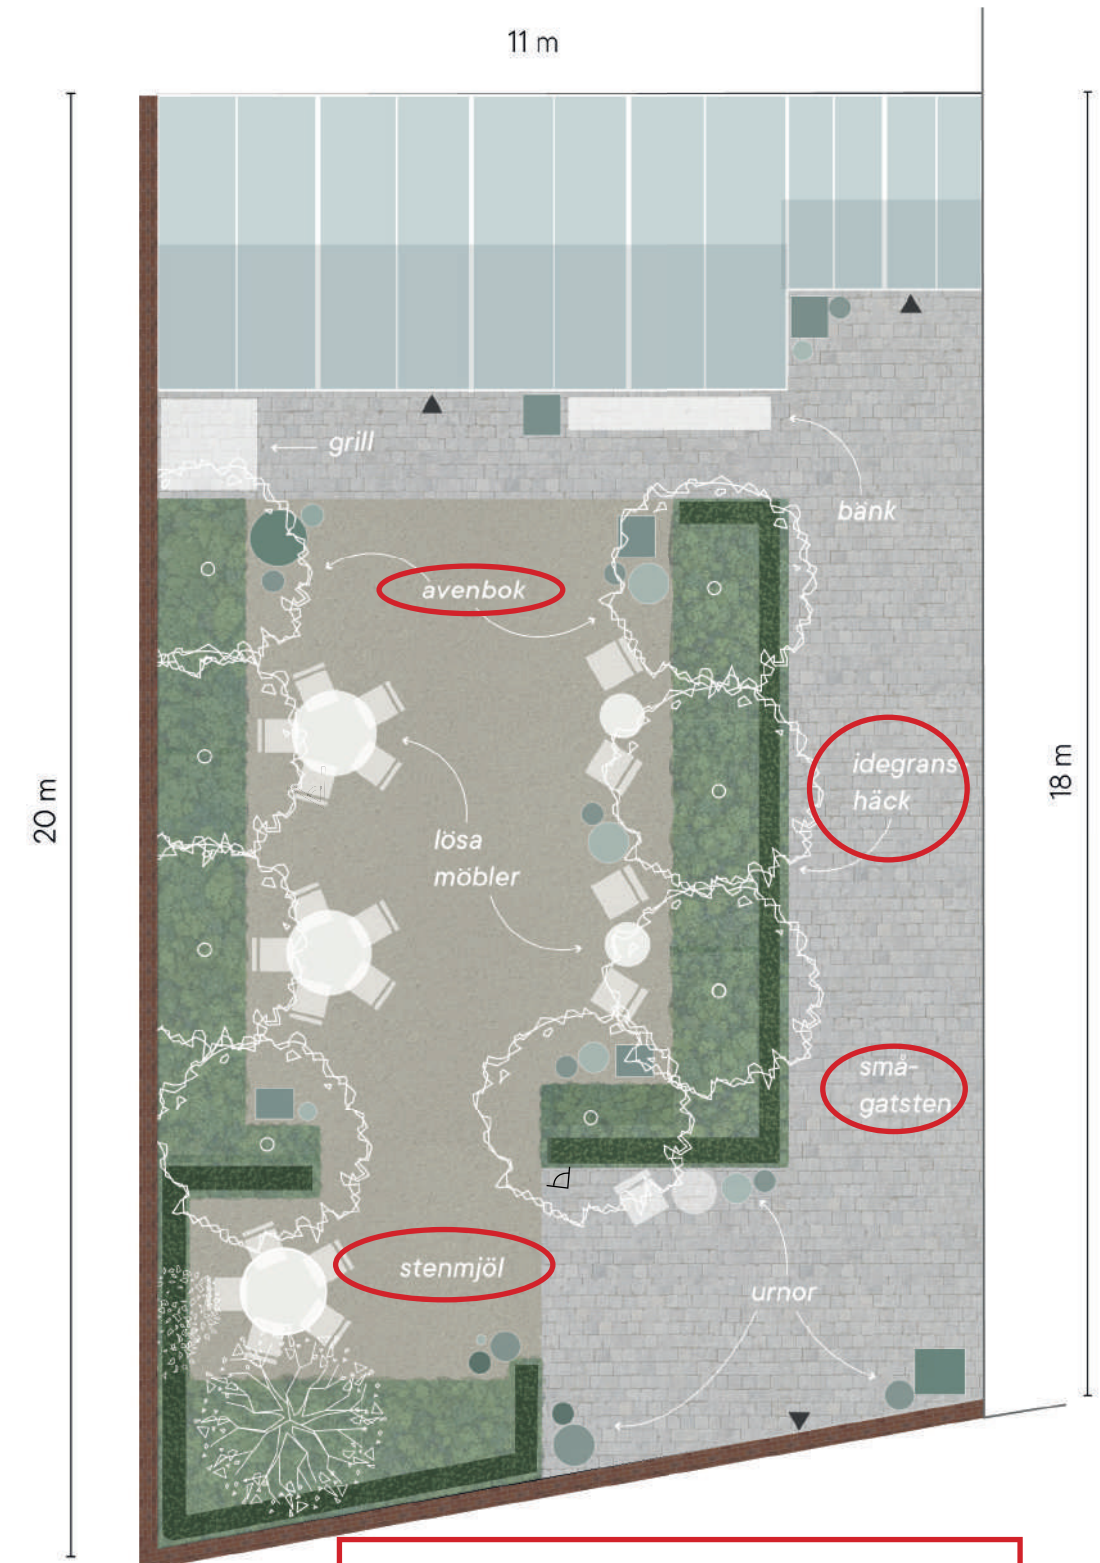 11 m
grill
bänk
avenbok
idegrans-
häck
20 m
18 m
lösa
möbler
små-
gatsten
stenmjöl
urnor